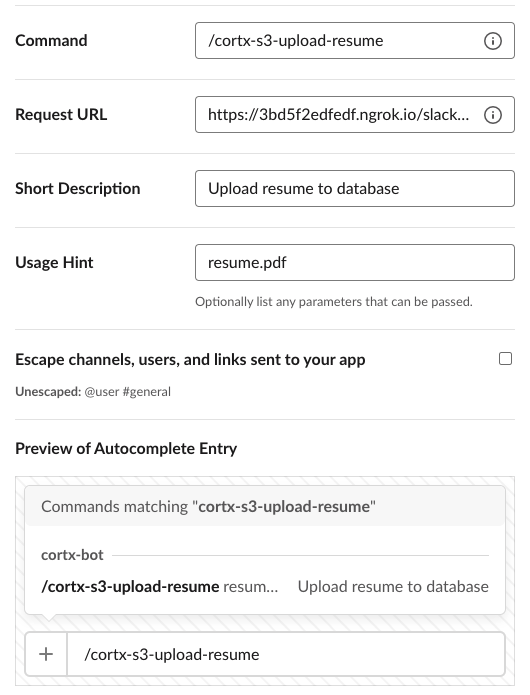 Command
/cortx-s3-upload-resume
Request URL
https://3bd5f2edfedf.ngrok.io/slack...
Short Description
Upload resume to database
Usage Hint
resume.pdf
Optionally list any parameters that can be passed.
Escape channels, users, and links sent to your app
Unescaped: @user #general
Preview of Autocomplete Entry
Commands matching "cortx-s3-upload-resume"
cortx-bot
/cortx-s3-upload-resume resum... Upload resume to database
/cortx-s3-upload-resume